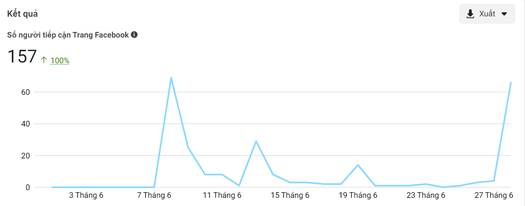 Kết quả
Xuất
Số người tiếp cận Trang Facebook
157 ↑ 100%
60
40
20
0
3 Tháng 6 7 Tháng 6 11 Tháng 6 15 Tháng 6 19 Tháng 6 23 Tháng 6 27 Tháng 6